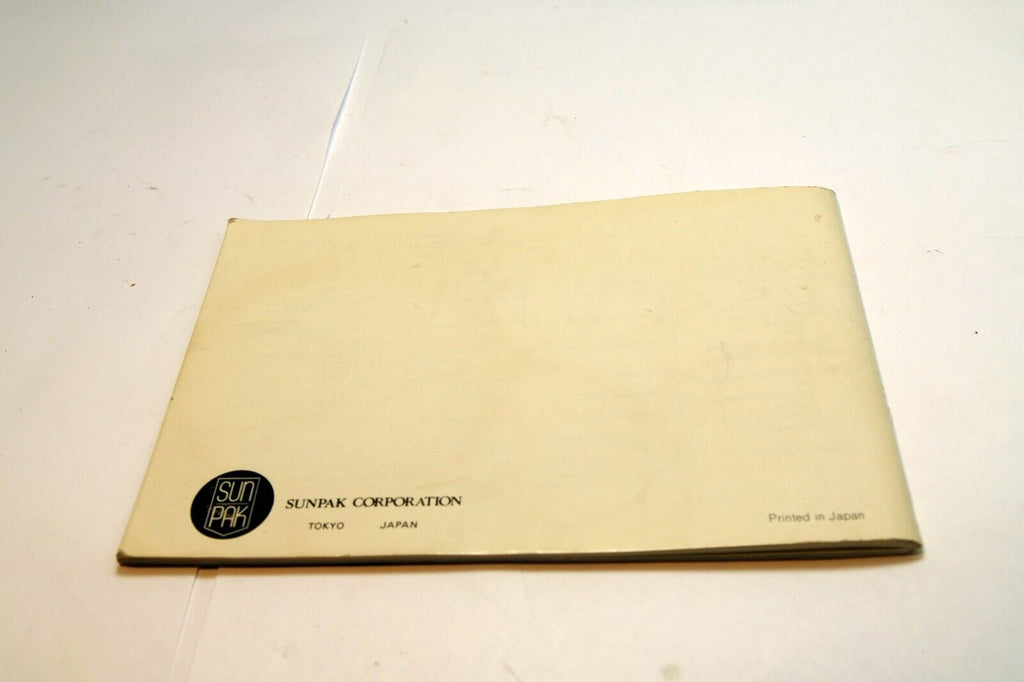 SUN
PAK
SUNPAK CORPORATION
TOKYO JAPAN
Printed in Japan